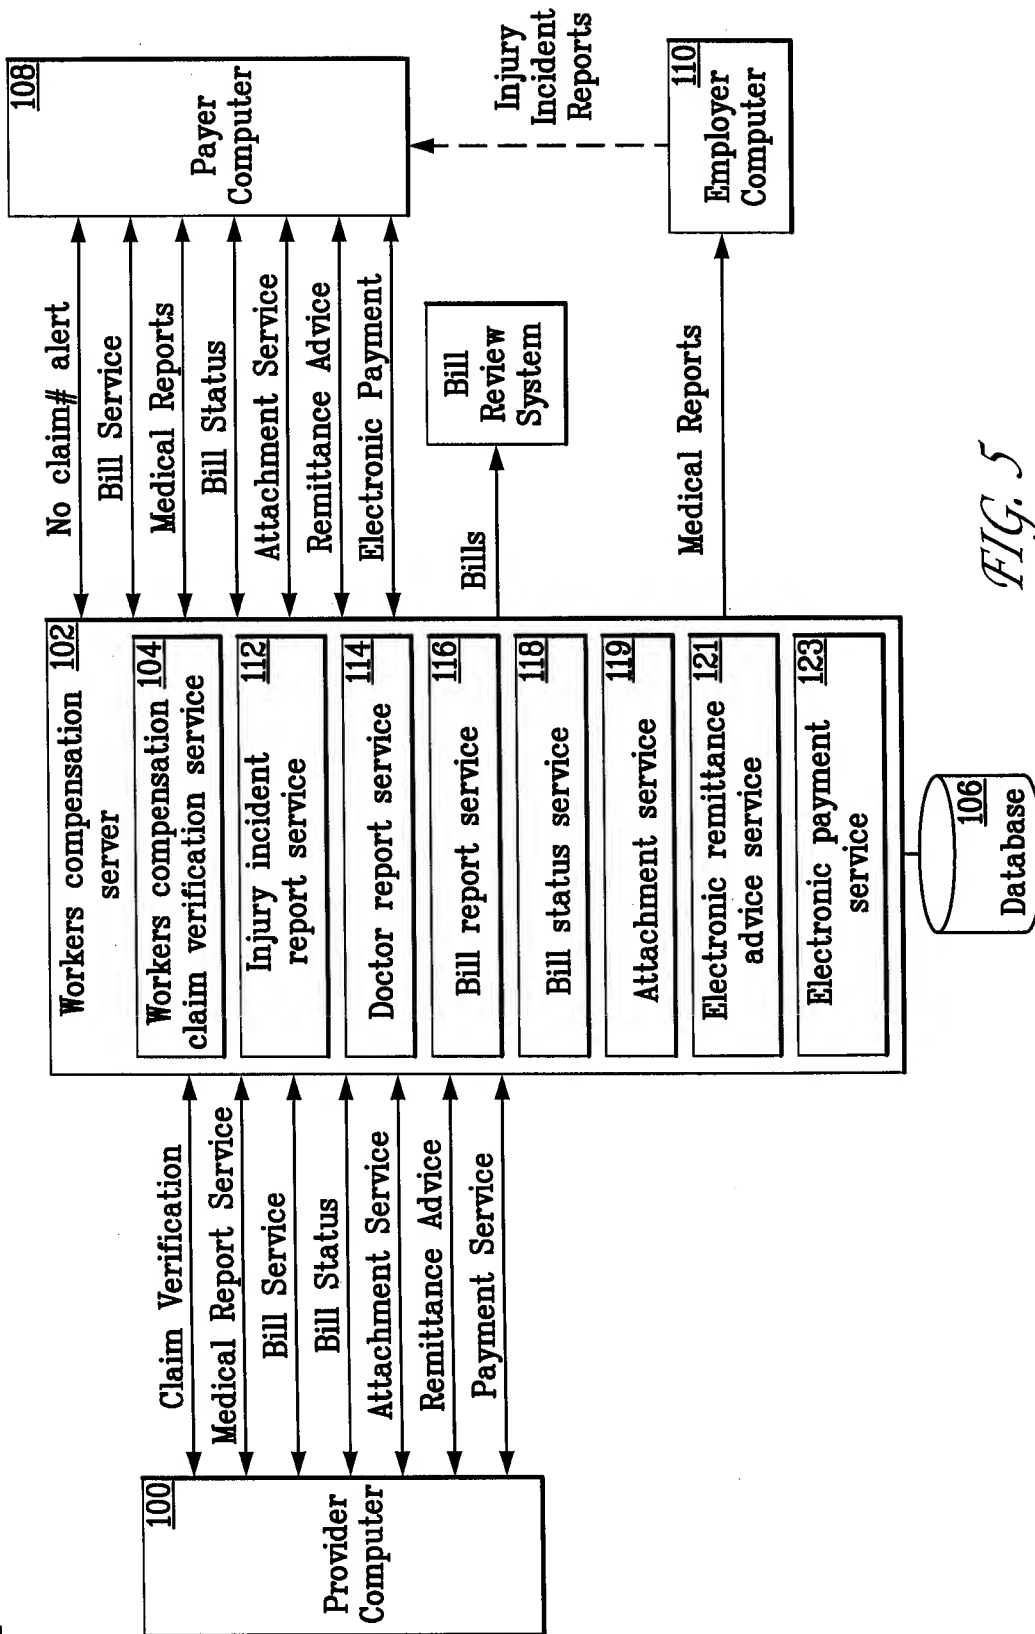 100
Provider
Computer
Claim Verification
Medical Report Service
Bill Service
Bill Status
Attachment Service
Remittance Advice
Payment Service
Workers compensation
server
102
Workers compensation
claim verification service
104
Injury incident
report service
112
Doctor report service
114
Bill report service
116
Bill status service
118
Attachment service
119
Electronic remittance
advice service
121
Electronic payment
service
123
106
Database
No claim# alert
Bill Service
Medical Reports
Bill Status
Attachment Service
Remittance Advice
Electronic Payment
Bills
Medical Reports
108
Payer
Computer
Bill
Review
System
Injury
Incident
Reports
110
Employer
Computer
FIG. 5